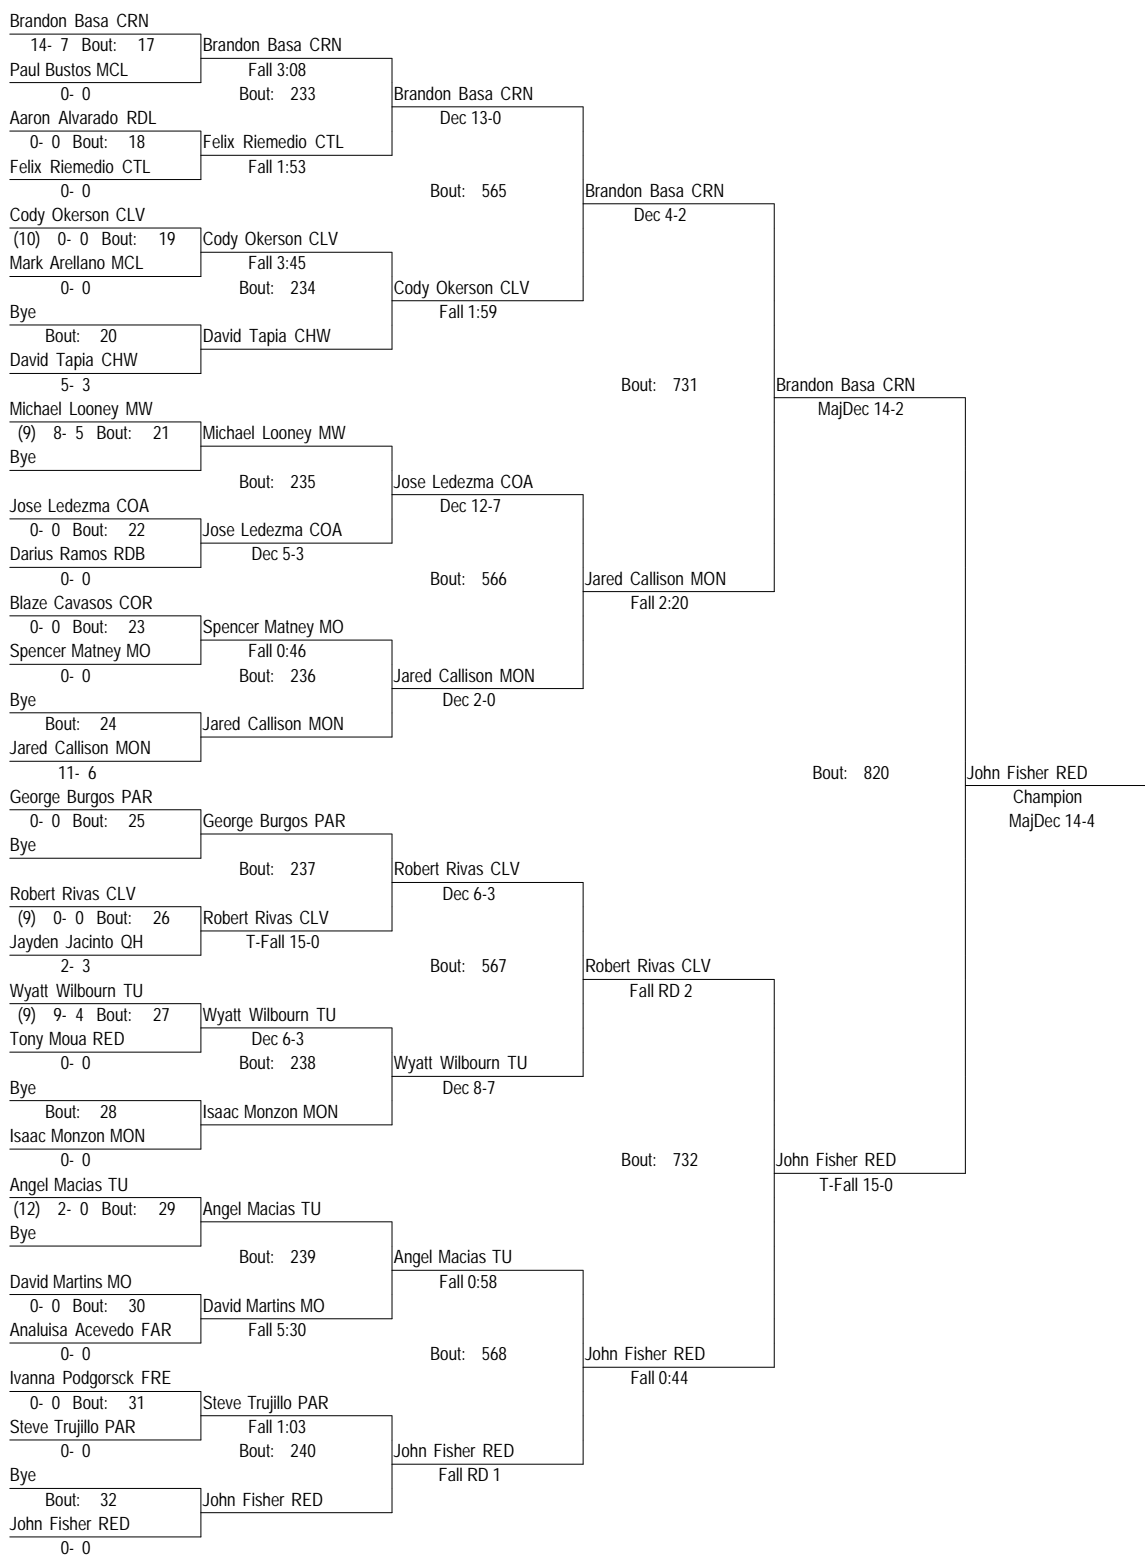 Brandon Basa CRN
14- 7 Bout: 17 Brandon Basa CRN
Paul Bustos MCL Fall 3:08
0- 0 Bout: 233 Brandon Basa CRN
Aaron Alvarado RDL Dec 13-0
0- 0 Bout: 18 Felix Riemedio CTL
Felix Riemedio CTL Fall 1:53
0- 0 Bout: 565 Brandon Basa CRN
Cody Okerson CLV Dec 4-2
(10) 0- 0 Bout: 19 Cody Okerson CLV
Mark Arellano MCL Fall 3:45
0- 0 Bout: 234 Cody Okerson CLV
Bye Fall 1:59
Bout: 20 David Tapia CHW
David Tapia CHW
5- 3 Bout: 731 Brandon Basa CRN
Michael Looney MW MajDec 14-2
(9) 8- 5 Bout: 21 Michael Looney MW
Bye
Bout: 235 Jose Ledezma COA
Jose Ledezma COA Dec 12-7
0- 0 Bout: 22 Jose Ledezma COA
Darius Ramos RDB Dec 5-3
0- 0 Bout: 566 Jared Callison MON
Blaze Cavasos COR Fall 2:20
0- 0 Bout: 23 Spencer Matney MO
Spencer Matney MO Fall 0:46
0- 0 Bout: 236 Jared Callison MON
Bye Dec 2-0
Bout: 24 Jared Callison MON
Jared Callison MON
11- 6 Bout: 820 John Fisher RED
George Burgos PAR Champion
0- 0 Bout: 25 George Burgos PAR MajDec 14-4
Bye
Bout: 237 Robert Rivas CLV
Robert Rivas CLV Dec 6-3
(9) 0- 0 Bout: 26 Robert Rivas CLV
Jayden Jacinto QH T-Fall 15-0
2- 3 Bout: 567 Robert Rivas CLV
Wyatt Wilbourn TU Fall RD 2
(9) 9- 4 Bout: 27 Wyatt Wilbourn TU
Tony Moua RED Dec 6-3
0- 0 Bout: 238 Wyatt Wilbourn TU
Bye Dec 8-7
Bout: 28 Isaac Monzon MON
Isaac Monzon MON
0- 0 Bout: 732 John Fisher RED
Angel Macias TU T-Fall 15-0
(12) 2- 0 Bout: 29 Angel Macias TU
Bye
Bout: 239 Angel Macias TU
David Martins MO Fall 0:58
0- 0 Bout: 30 David Martins MO
Analuisa Acevedo FAR Fall 5:30
0- 0 Bout: 568 John Fisher RED
Ivanna Podgorsck FRE Fall 0:44
0- 0 Bout: 31 Steve Trujillo PAR
Steve Trujillo PAR Fall 1:03
0- 0 Bout: 240 John Fisher RED
Bye Fall RD 1
Bout: 32 John Fisher RED
John Fisher RED
0- 0